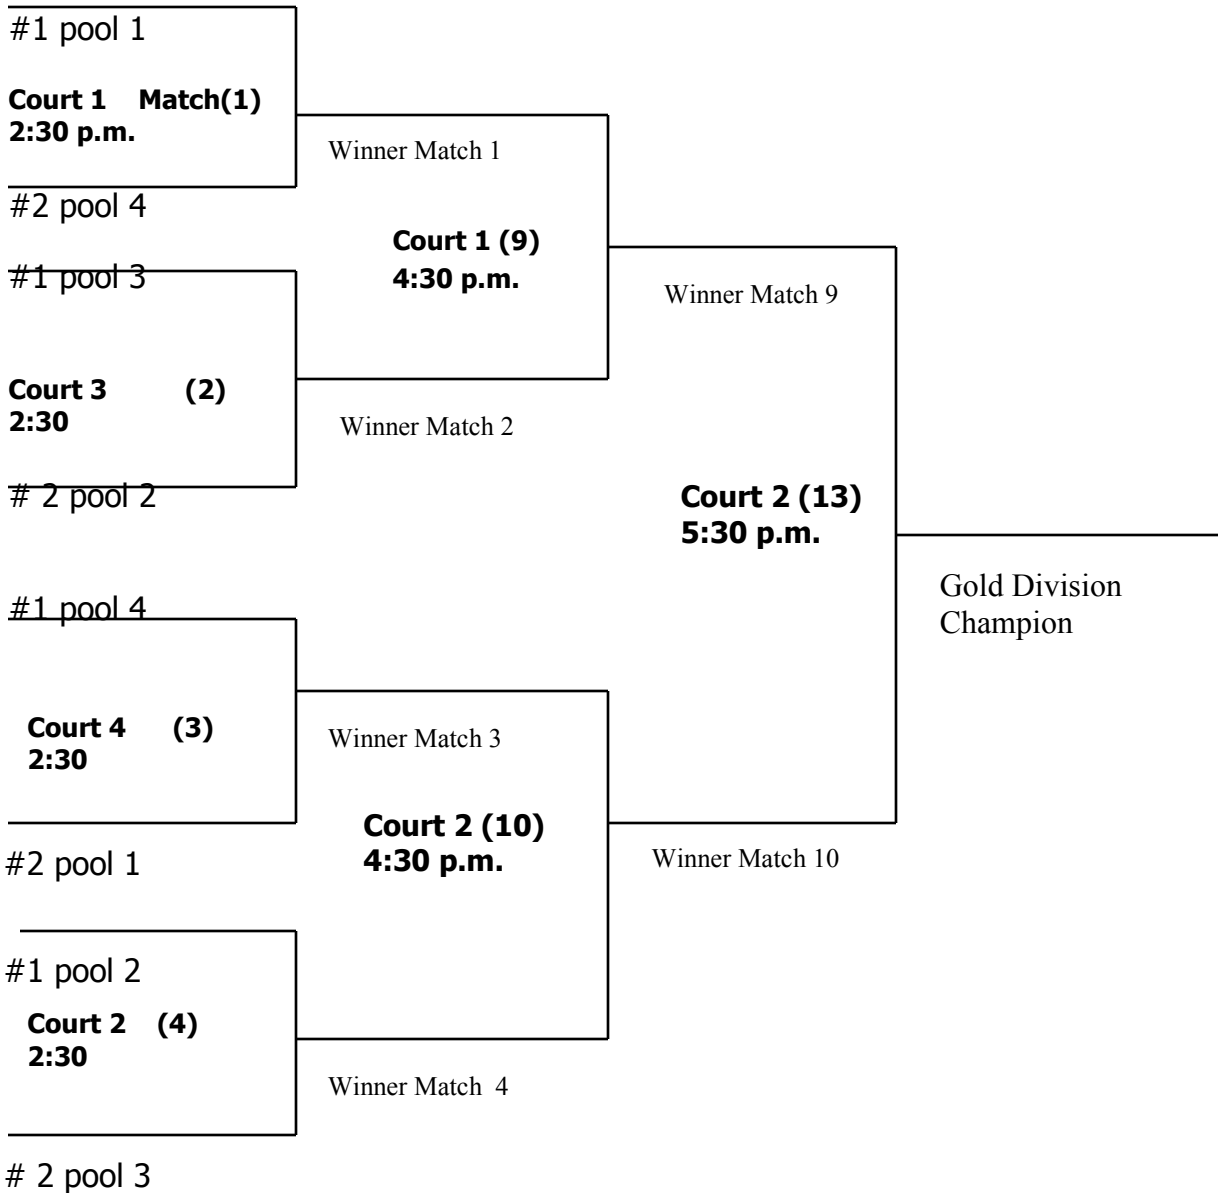 #1 pool 1
Court 1 Match(1)
2:30 p.m.
Winner Match 1
#2 pool 4
Court 1 (9)
4:30 p.m.
#1 pool 3
Winner Match 9
Court 3 (2)
2:30
Winner Match 2
# 2 pool 2
Court 2 (13)
5:30 p.m.
Gold Division
Champion
#1 pool 4
Court 4 (3)
2:30
Winner Match 3
Court 2 (10)
4:30 p.m.
#2 pool 1
Winner Match 10
#1 pool 2
Court 2 (4)
2:30
Winner Match 4
# 2 pool 3